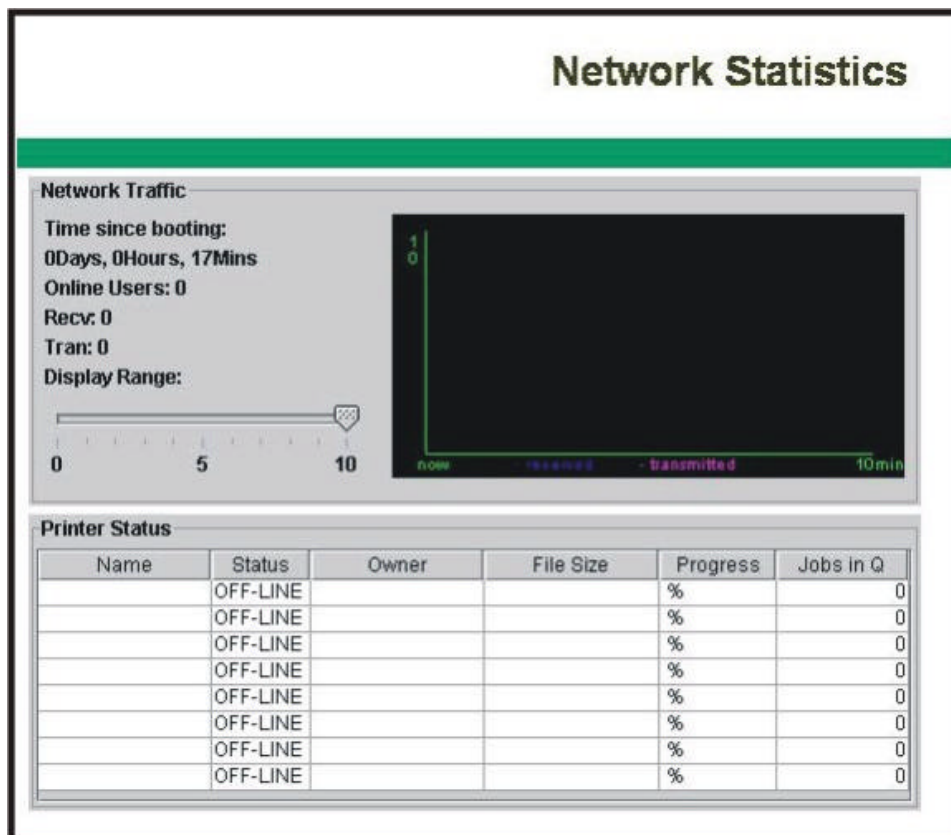 Network Statistics
Network Traffic
Time since booting:
0Days, 0Hours, 17Mins
Online Users: 0
Recv: 0
Tran: 0
Display Range:
0 5 10
1
0
now - received - transmitted 10min
Printer Status
Name Status Owner File Size Progress Jobs in Q
OFF-LINE % 0
OFF-LINE % 0
OFF-LINE % 0
OFF-LINE % 0
OFF-LINE % 0
OFF-LINE % 0
OFF-LINE % 0
OFF-LINE % 0